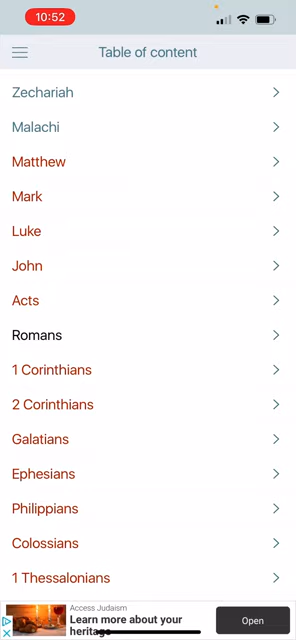 10:52
Table of content
Zechariah
Malachi
Matthew
Mark
Luke
John
Acts
Romans
1 Corinthians
2 Corinthians
Galatians
Ephesians
Philippians
Colossians
1 Thessalonians
Access Judaism
Learn more about your
heritage
Open